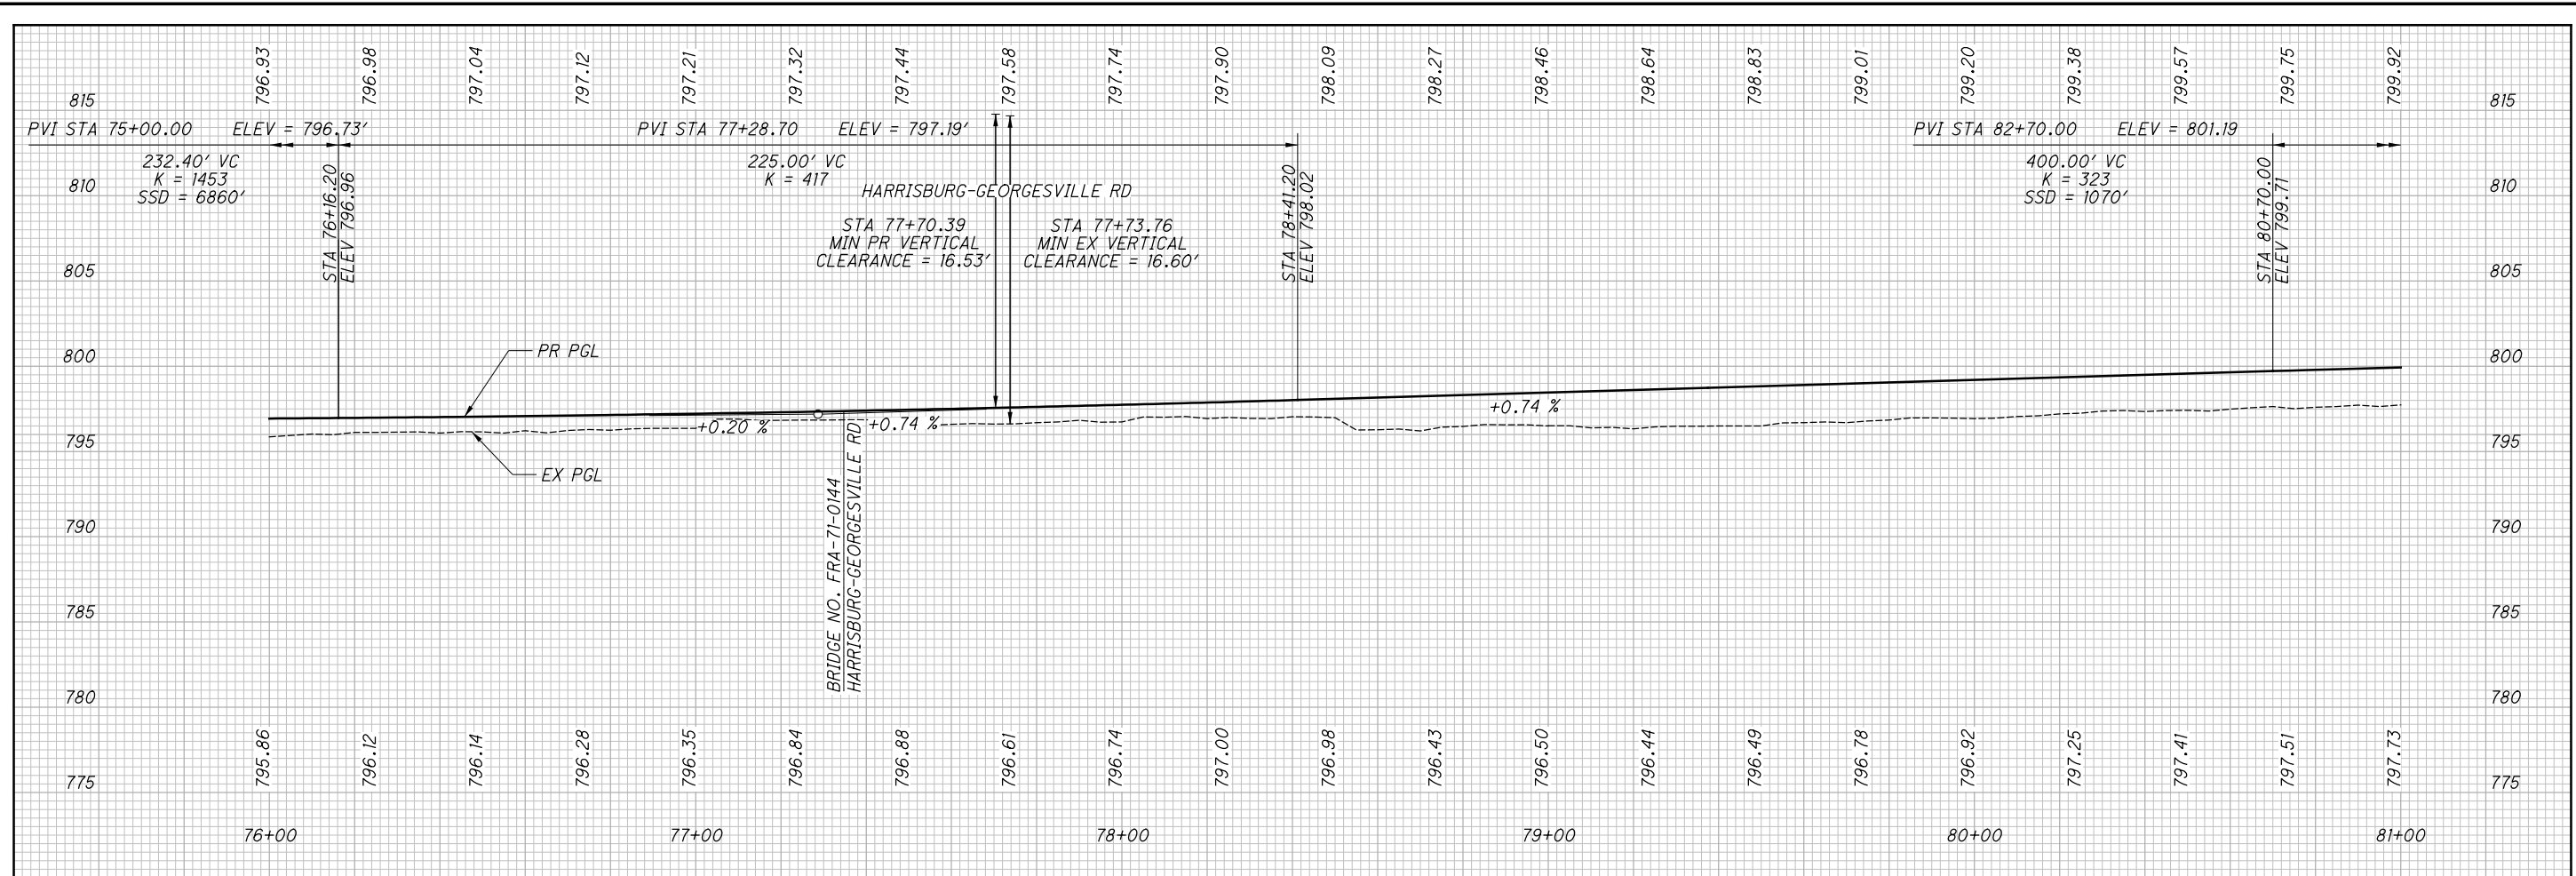 796.93 796.98 797.04 797.12 797.21 797.32 797.44 797.58 797.74 797.90 798.09 798.27 798.46 798.64 798.83 799.01 799.20 799.38 799.57 799.75 799.92
815 815
PVI STA 75+00.00 ELEV = 796.73'
232.40' VC
K = 1453
SSD = 6860'
STA 76+16.20
ELEV 796.96
PVI STA 77+28.70 ELEV = 797.19'
225.00' VC
K = 417
HARRISBURG-GEORGESVILLE RD
STA 77+70.39
MIN PR VERTICAL
CLEARANCE = 16.53'
STA 77+73.76
MIN EX VERTICAL
CLEARANCE = 16.60'
STA 78+41.20
ELEV 798.02
PVI STA 82+70.00 ELEV = 801.19
400.00' VC
K = 323
SSD = 1070'
STA 80+70.00
ELEV 799.71
810 810
805 805
800 800
PR PGL
+0.20 %
+0.74 %
+0.74 %
795 795
EX PGL
BRIDGE NO. FRA-71-0144
HARRISBURG-GEORGESVILLE RD
790 790
785 785
780 780
795.86 796.12 796.14 796.28 796.35 796.84 796.88 796.61 796.74 797.00 796.98 796.43 796.50 796.44 796.49 796.78 796.92 797.25 797.41 797.51 797.73
775 775
76+00 77+00 78+00 79+00 80+00 81+00